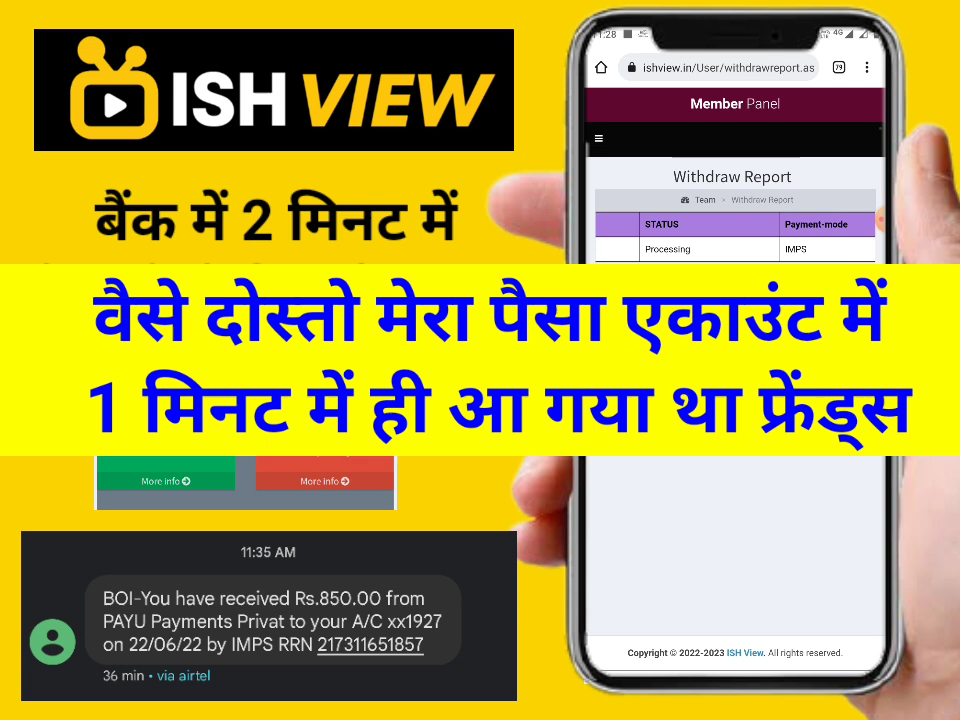 ISH VIEW
बैंक में 2 मिनट में
वैसे दोस्तो मेरा पैसा एकाउंट में
1 मिनट में ही आ गया था फ्रेंड्स
More info
More info
11:35 AM
BOI-You have received Rs.850.00 from
PAYU Payments Privat to your A/C xx1927
on 22/06/22 by IMPS RRN 217311651857
36 min • via airtel
11:28
4G
ishview.in/User/withdrawreport.as
79
Member Panel
Withdraw Report
Team
Withdraw Report
STATUS Payment-mode
Processing IMPS
Copyright © 2022-2023 ISH View. All rights reserved.